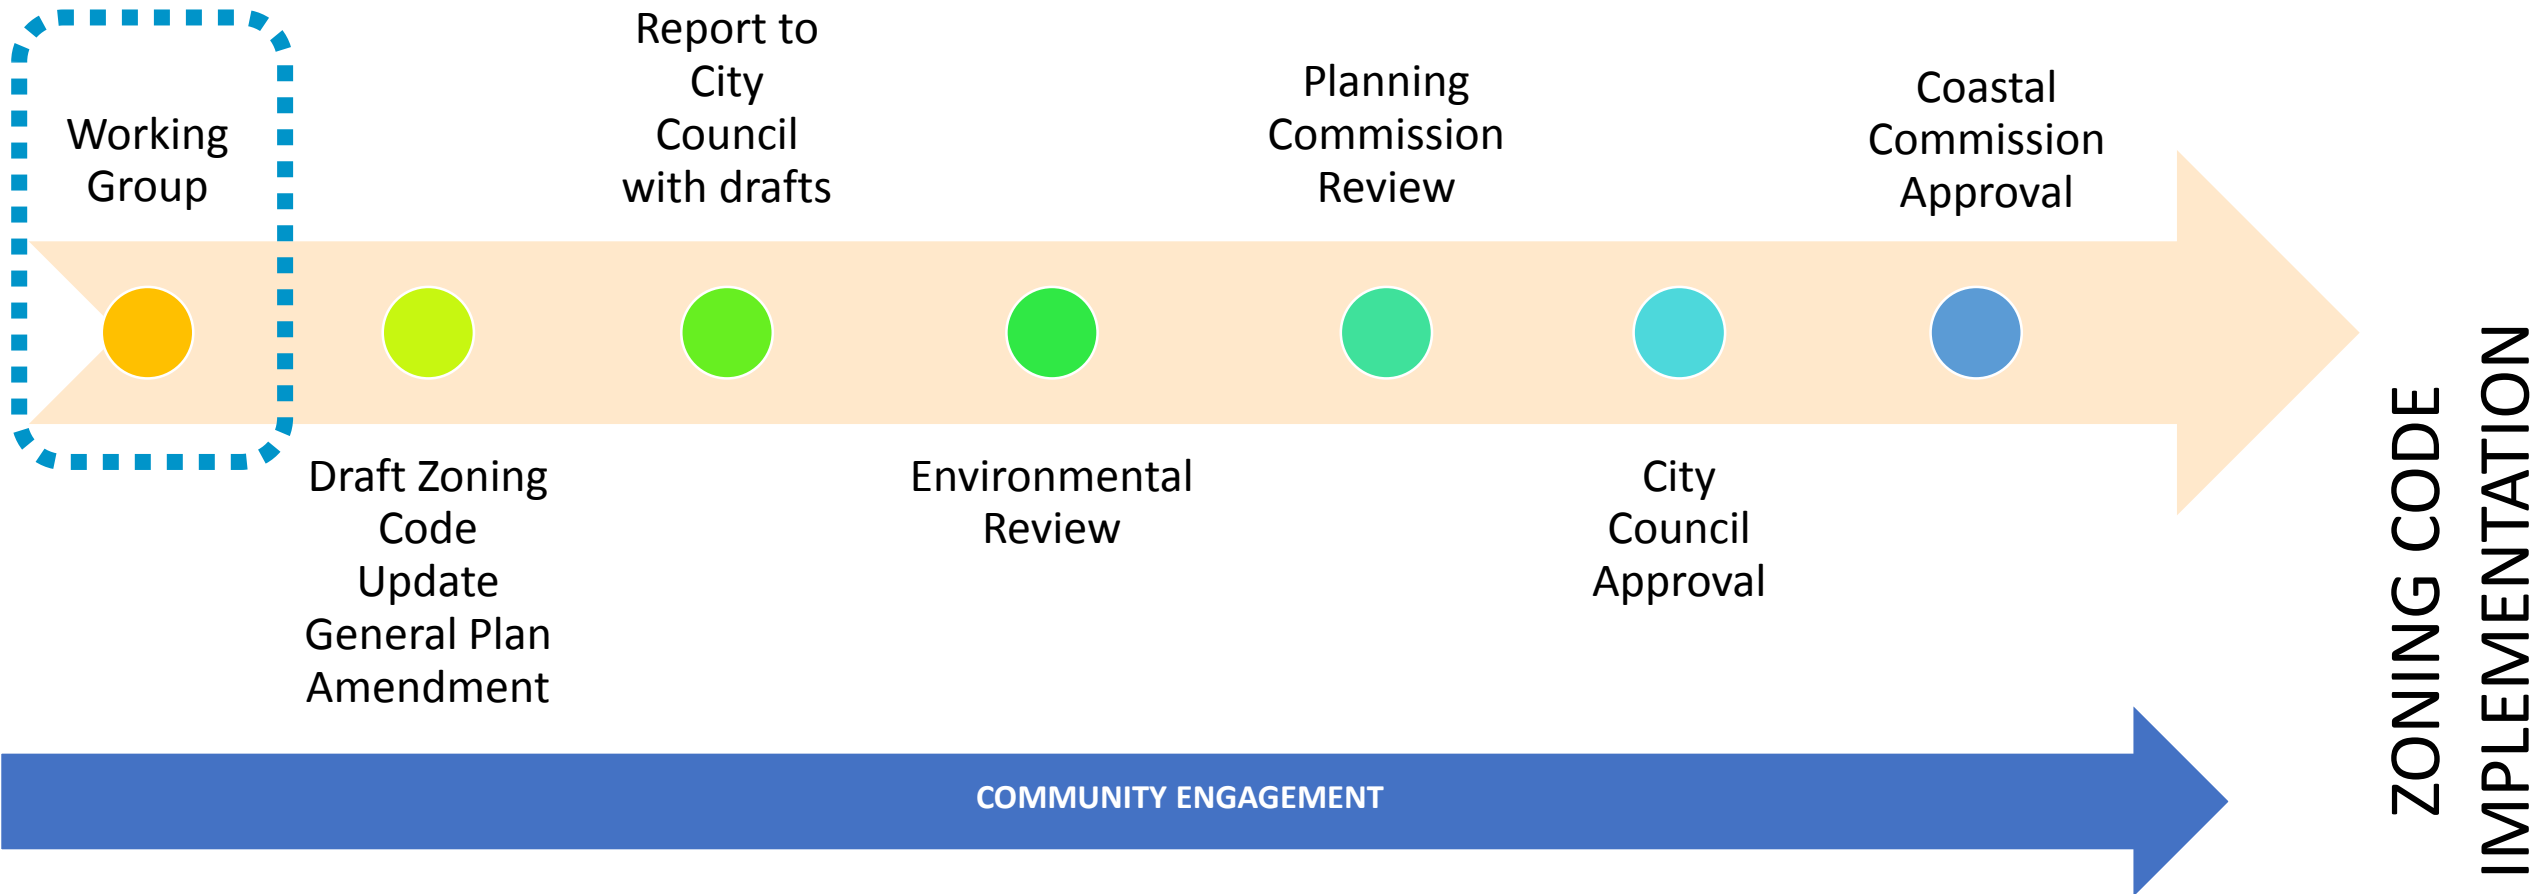 Working
Group
Draft Zoning
Code
Update
General Plan
Amendment
Report to
City
Council
with drafts
Environmental
Review
Planning
Commission
Review
City
Council
Approval
Coastal
Commission
Approval
ZONING CODE
IMPLEMENTATION
COMMUNITY ENGAGEMENT